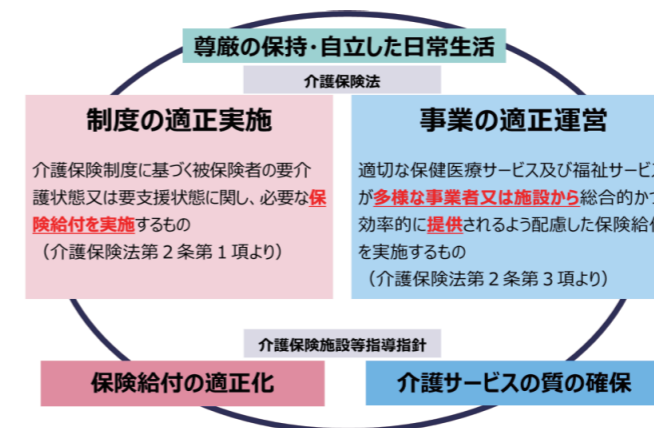 尊厳の保持・自立した日常生活
介護保険法
制度の適正実施
介護保険制度に基づく被保険者の要介
護状態又は要支援状態に関し、必要な保
険給付を実施するもの
（介護保険法第２条第１項より）
事業の適正運営
適切な保健医療サービス及び福祉サービ
が多様な事業者又は施設から総合的か
効率的に提供されるよう配慮した保険給
を実施するもの
（介護保険法第２条第３項より）
介護保険施設等指導指針
保険給付の適正化
介護サービスの質の確保